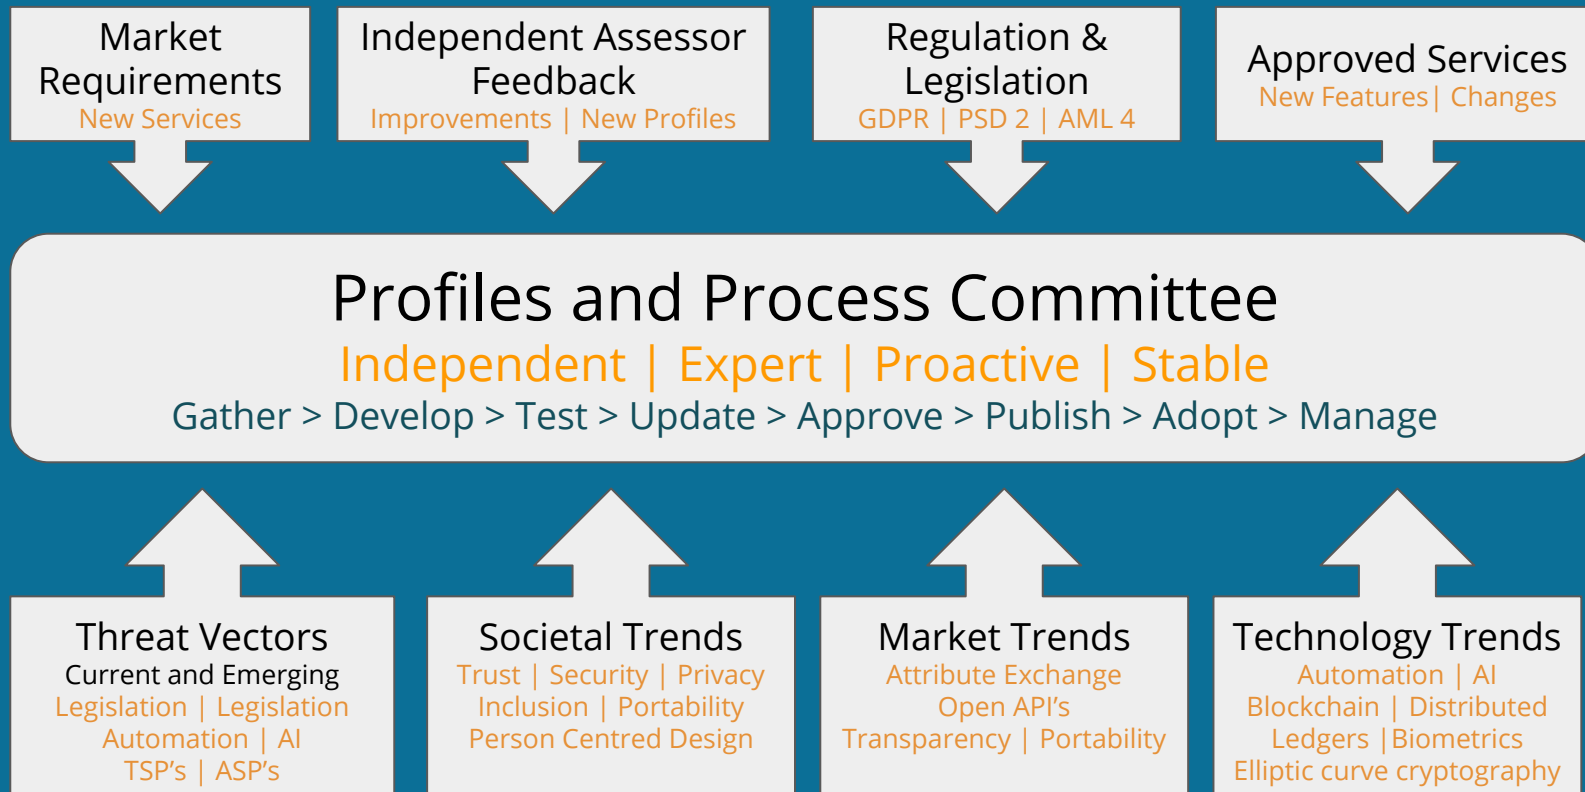 Market
Requirements
New Services
Independent Assessor
Feedback
Improvements | New Profiles
Regulation &
Legislation
GDPR | PSD 2 | AML 4
Approved Services
New Features| Changes
Profiles and Process Committee
Independent | Expert | Proactive | Stable
Gather > Develop > Test > Update > Approve > Publish > Adopt > Manage
Threat Vectors
Current and Emerging
Legislation | Legislation
Automation | AI
TSP's | ASP's
Societal Trends
Trust | Security | Privacy
Inclusion | Portability
Person Centred Design
Market Trends
Attribute Exchange
Open API's
Transparency | Portability
Technology Trends
Automation | AI
Blockchain | Distributed
Ledgers |Biometrics
Elliptic curve cryptography